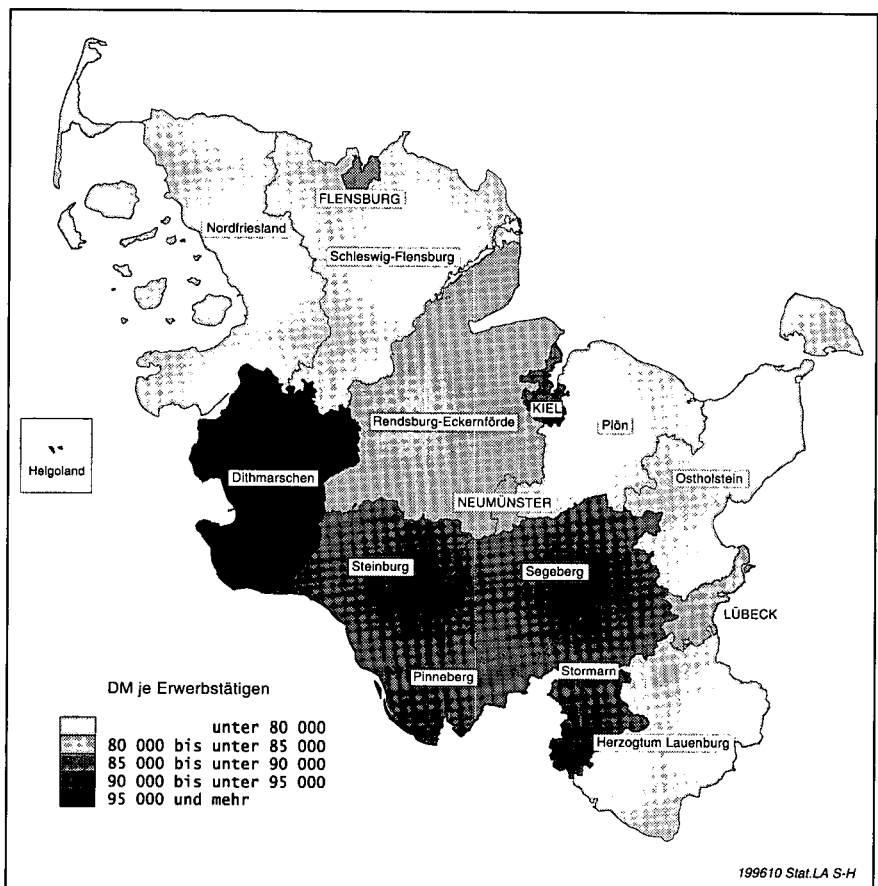 FLENSBURG
Nordfriesland
Schleswig-Flensburg
Rendsburg-Eckernförde
KIEL
Plön
Helgoland
Dithmarschen
Ostholstein
NEUMÜNSTER
Steinburg
Segeberg
LÜBECK
Pinneberg
Stormarn
Herzogtum Lauenburg
DM je Erwerbstätigen
unter 80 000
80 000 bis unter 85 000
85 000 bis unter 90 000
90 000 bis unter 95 000
95 000 und mehr
199610 Stat.LA S-H